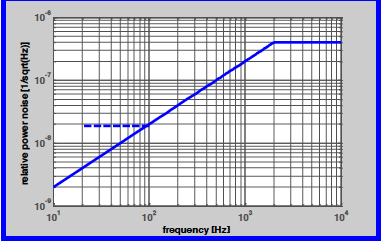 10⁻⁶
10⁻⁷
10⁻⁸
10⁻⁹
relative power noise [1/sqrt(Hz)]
10¹ 10² 10³ 10⁴
frequency [Hz]